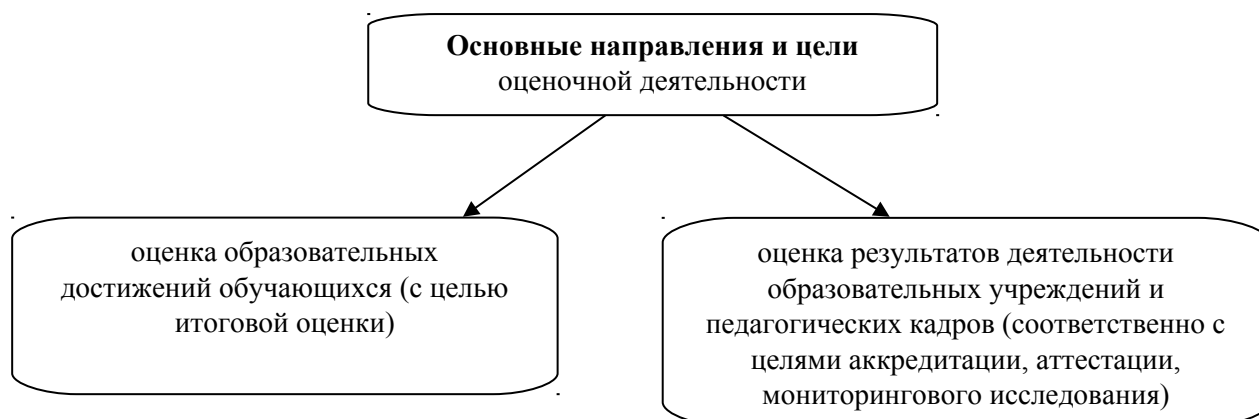 Основные направления и цели
оценочной деятельности
оценка образовательных
достижений обучающихся (с целью
итоговой оценки)
оценка результатов деятельности
образовательных учреждений и
педагогических кадров (соответственно с
целями аккредитации, аттестации,
мониторингового исследования)